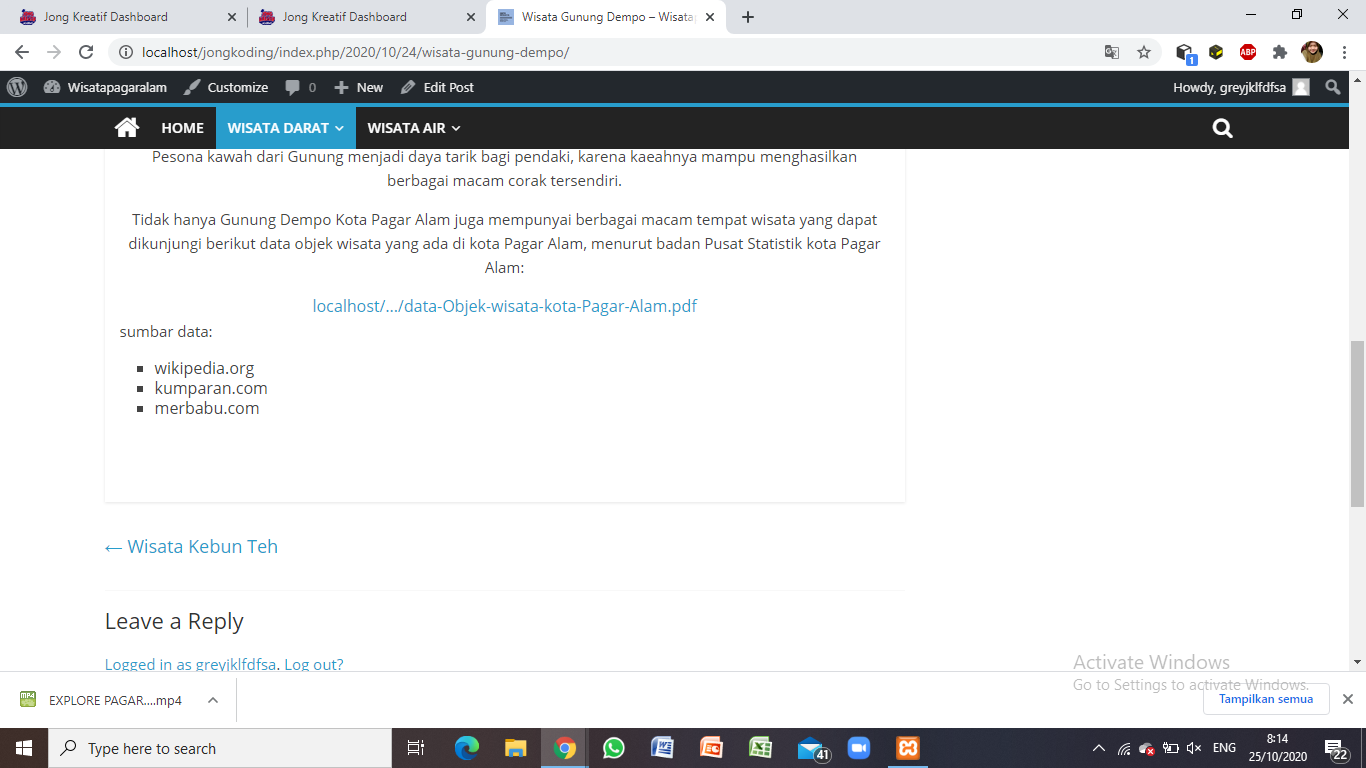 Jong Kreatif Dashboard
Jong Kreatif Dashboard
Wisata Gunung Dempo – Wisatap
localhost/jongkoding/index.php/2020/10/24/wisata-gunung-dempo/
1
ABP
Wisatapagaralam
Customize
0
New
Edit Post
Howdy, greyjklfdfsa
HOME
WISATA DARAT
WISATA AIR
Pesona kawah dari Gunung menjadi daya tarik bagi pendaki, karena kaeahnya mampu menghasilkan
berbagai macam corak tersendiri.
Tidak hanya Gunung Dempo Kota Pagar Alam juga mempunyai berbagai macam tempat wisata yang dapat
dikunjungi berikut data objek wisata yang ada di kota Pagar Alam, menurut badan Pusat Statistik kota Pagar
Alam:
localhost/.../data-Objek-wisata-kota-Pagar-Alam.pdf
sumbar data:
wikipedia.org
kumparan.com
merbabu.com
← Wisata Kebun Teh
Leave a Reply
Logged in as greyjklfdfsa. Log out?
Activate Windows
Go to Settings to activate Windows.
MP4
EXPLORE PAGAR....mp4
Tampilkan semua
Type here to search
41
ENG
8:14
25/10/2020
22